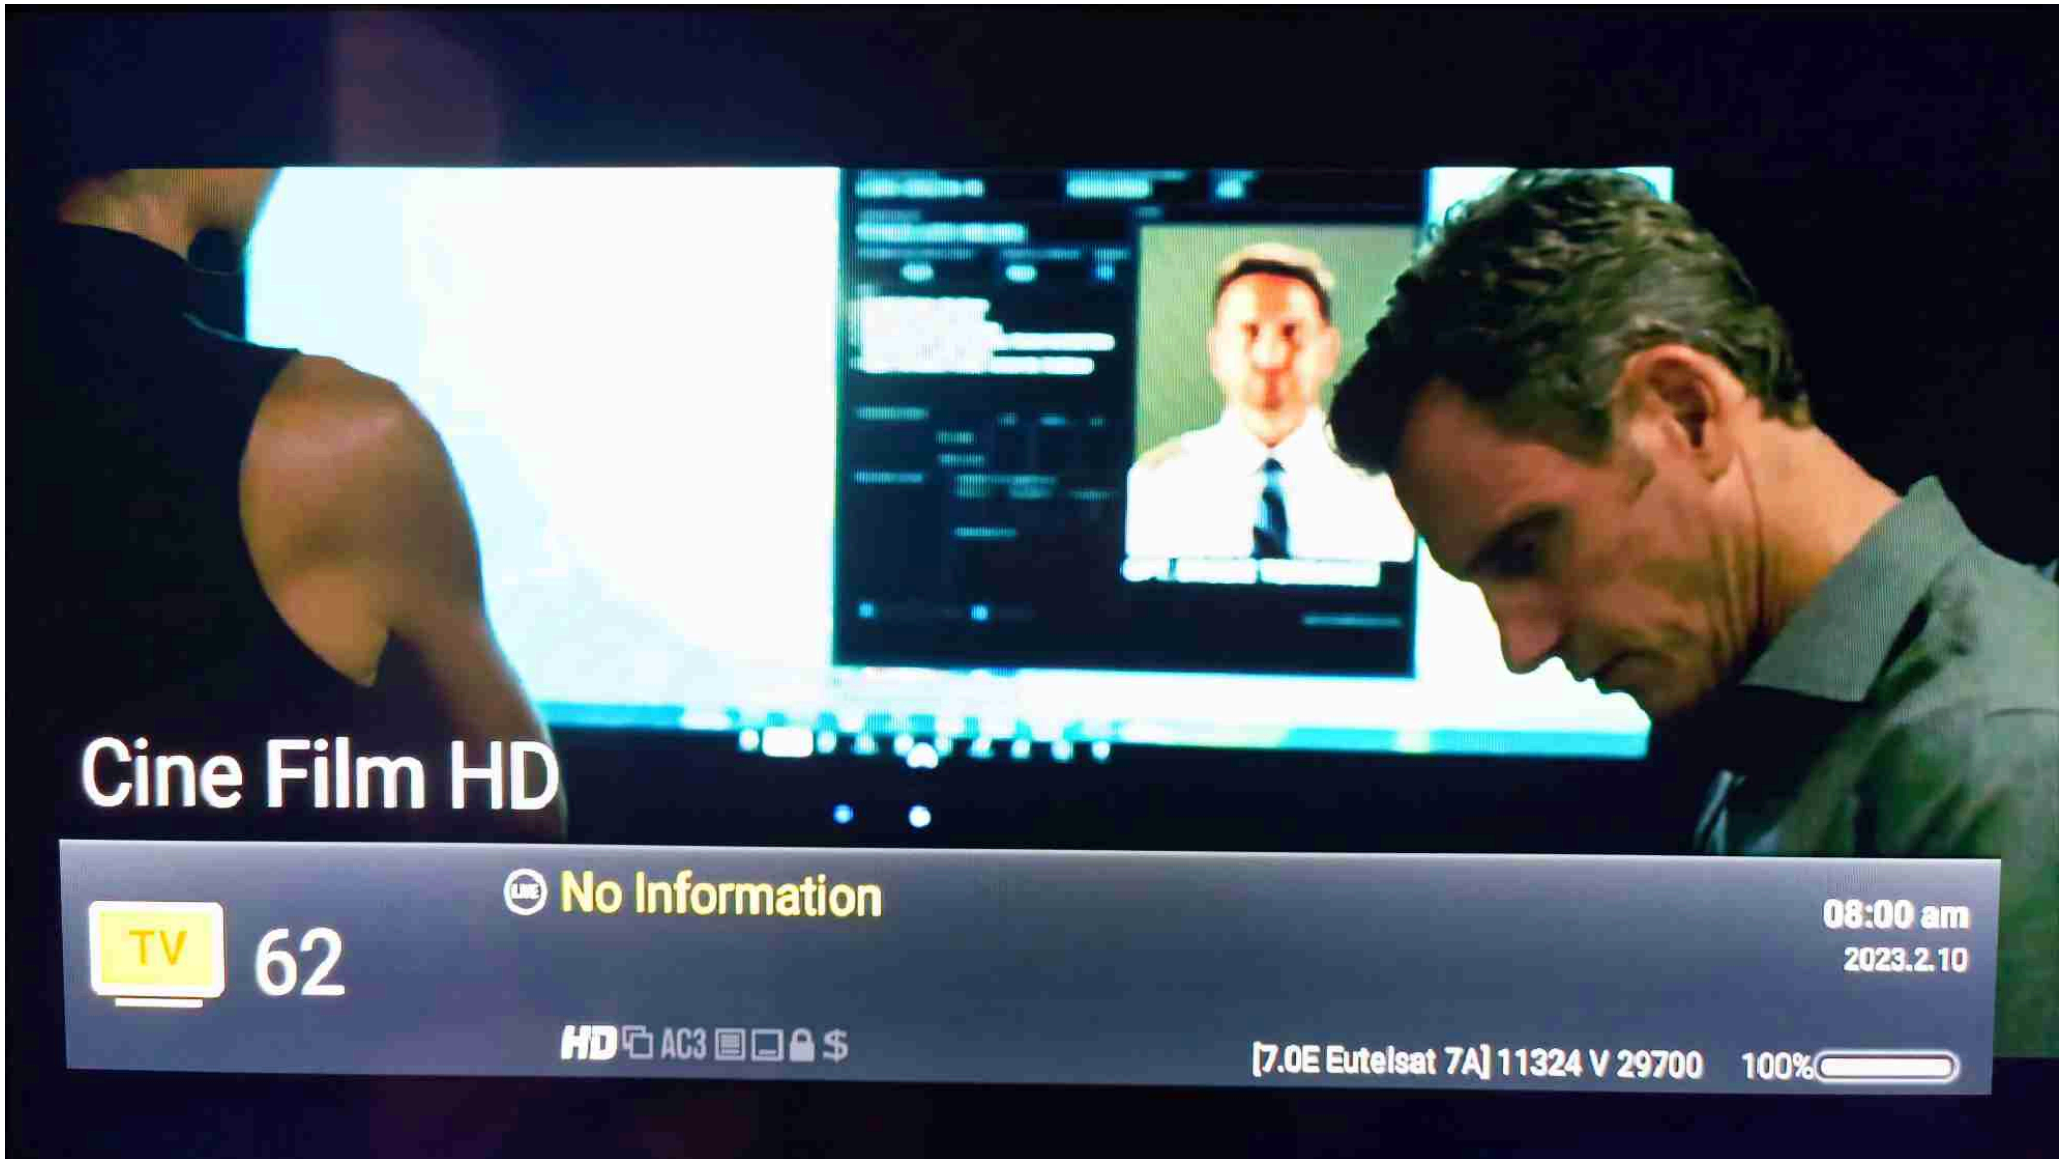 Cine Film HD
LIVE No Information
TV 62
08:00 am
2023.2.10
HD AC3 $
[7.0E Eutelsat 7A] 11324 V 29700 100%